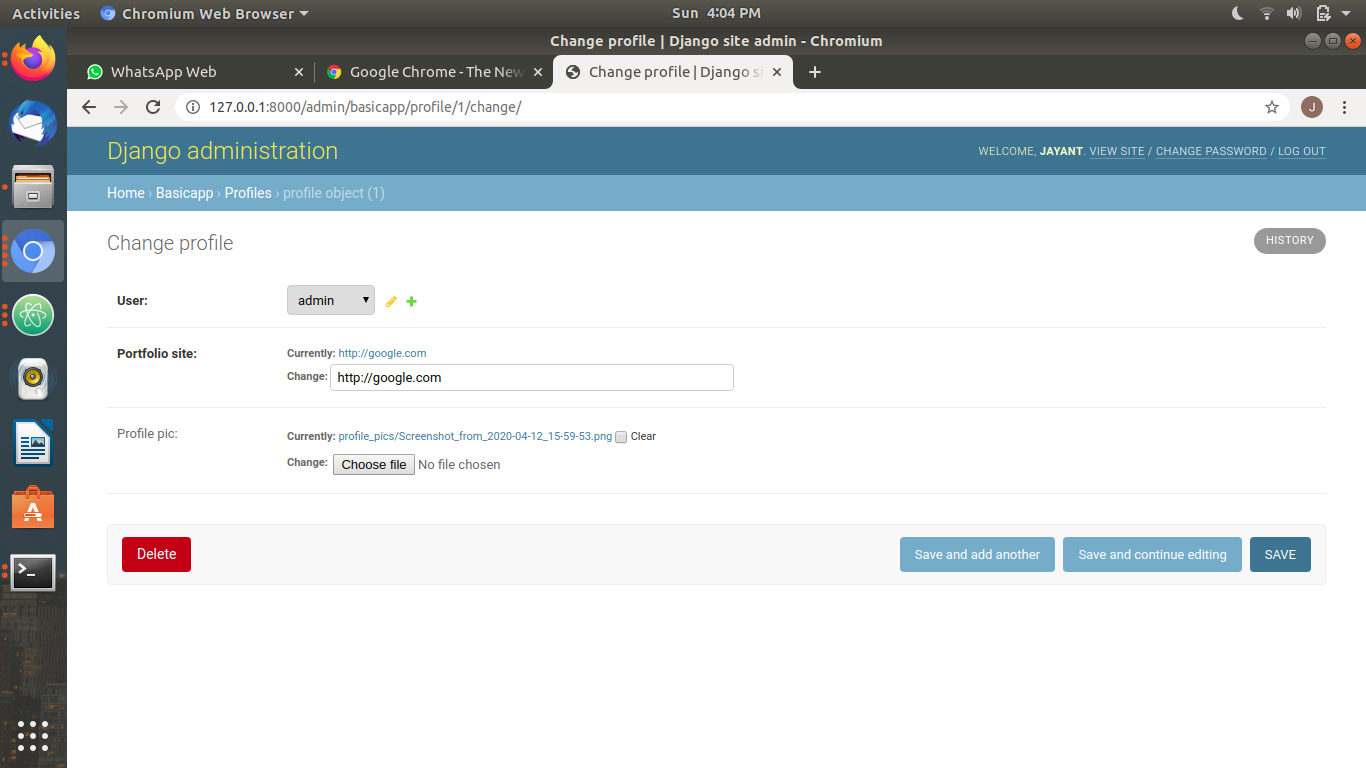 Activities Chromium Web Browser Sun 4:04 PM
Change profile | Django site admin - Chromium
WhatsApp Web Google Chrome - The New Change profile | Django si
127.0.0.1:8000/admin/basicapp/profile/1/change/ J
Django administration WELCOME, JAYANT. VIEW SITE / CHANGE PASSWORD / LOG OUT
Home › Basicapp › Profiles › profile object (1)
Change profile HISTORY
User: admin
Portfolio site: Currently: http://google.com
Change: http://google.com
Profile pic: Currently: profile_pics/Screenshot_from_2020-04-12_15-59-53.png Clear
Change: Choose file No file chosen
Delete Save and add another Save and continue editing SAVE